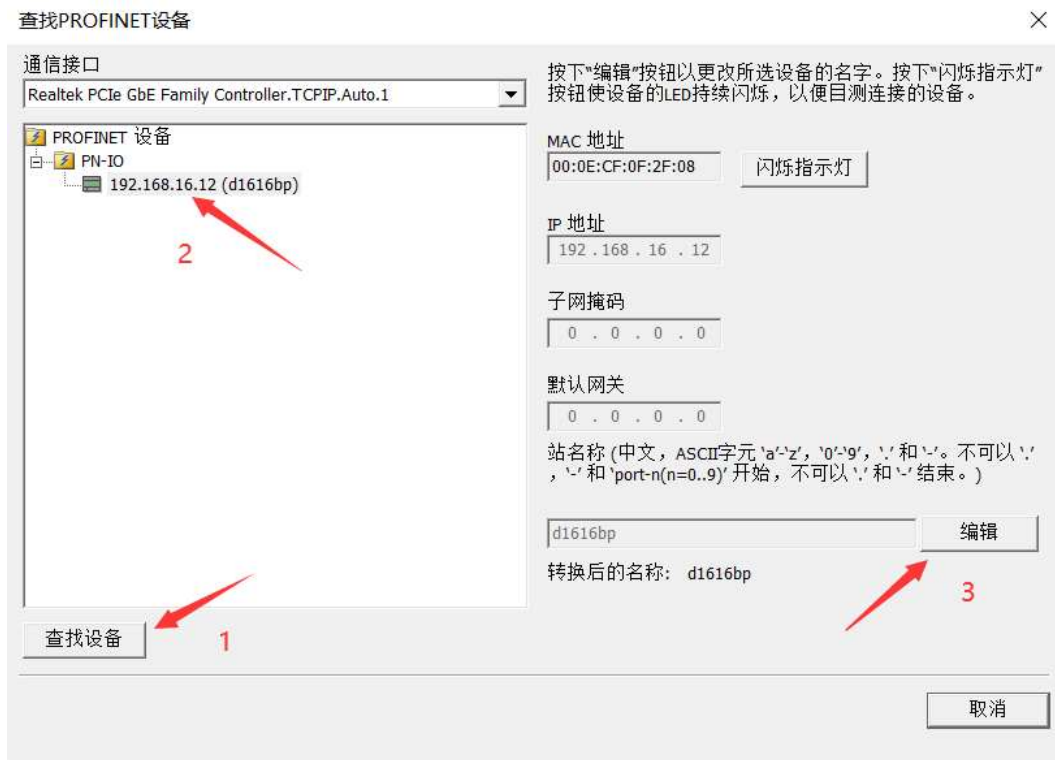 查找PROFINET设备
通信接口
Realtek PCIe GbE Family Controller.TCPIP.Auto.1
PROFINET 设备
PN-IO
192.168.16.12 (d1616bp)
2
查找设备
1
按下“编辑”按钮以更改所选设备的名字。按下“闪烁指示灯”
按钮使设备的LED持续闪烁，以便目测连接的设备。
MAC 地址
00:0E:CF:0F:2F:08
闪烁指示灯
IP 地址
192 . 168 . 16 . 12
子网掩码
0 . 0 . 0 . 0
默认网关
0 . 0 . 0 . 0
站名称 (中文，ASCII字元 'a'-'z'，'0'-'9'，'.' 和 '-'。不可以 '.'
，'-' 和 'port-n(n=0..9)' 开始，不可以 '.' 和 '-' 结束。)
d1616bp
编辑
转换后的名称: d1616bp
3
取消